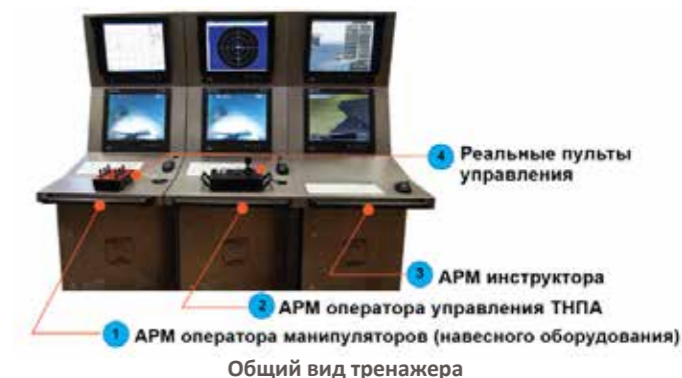 4 Реальные пульты
управления
3 АРМ инструктора
2 АРМ оператора управления ТНПА
1 АРМ оператора манипуляторов (навесного оборудования)
Общий вид тренажера